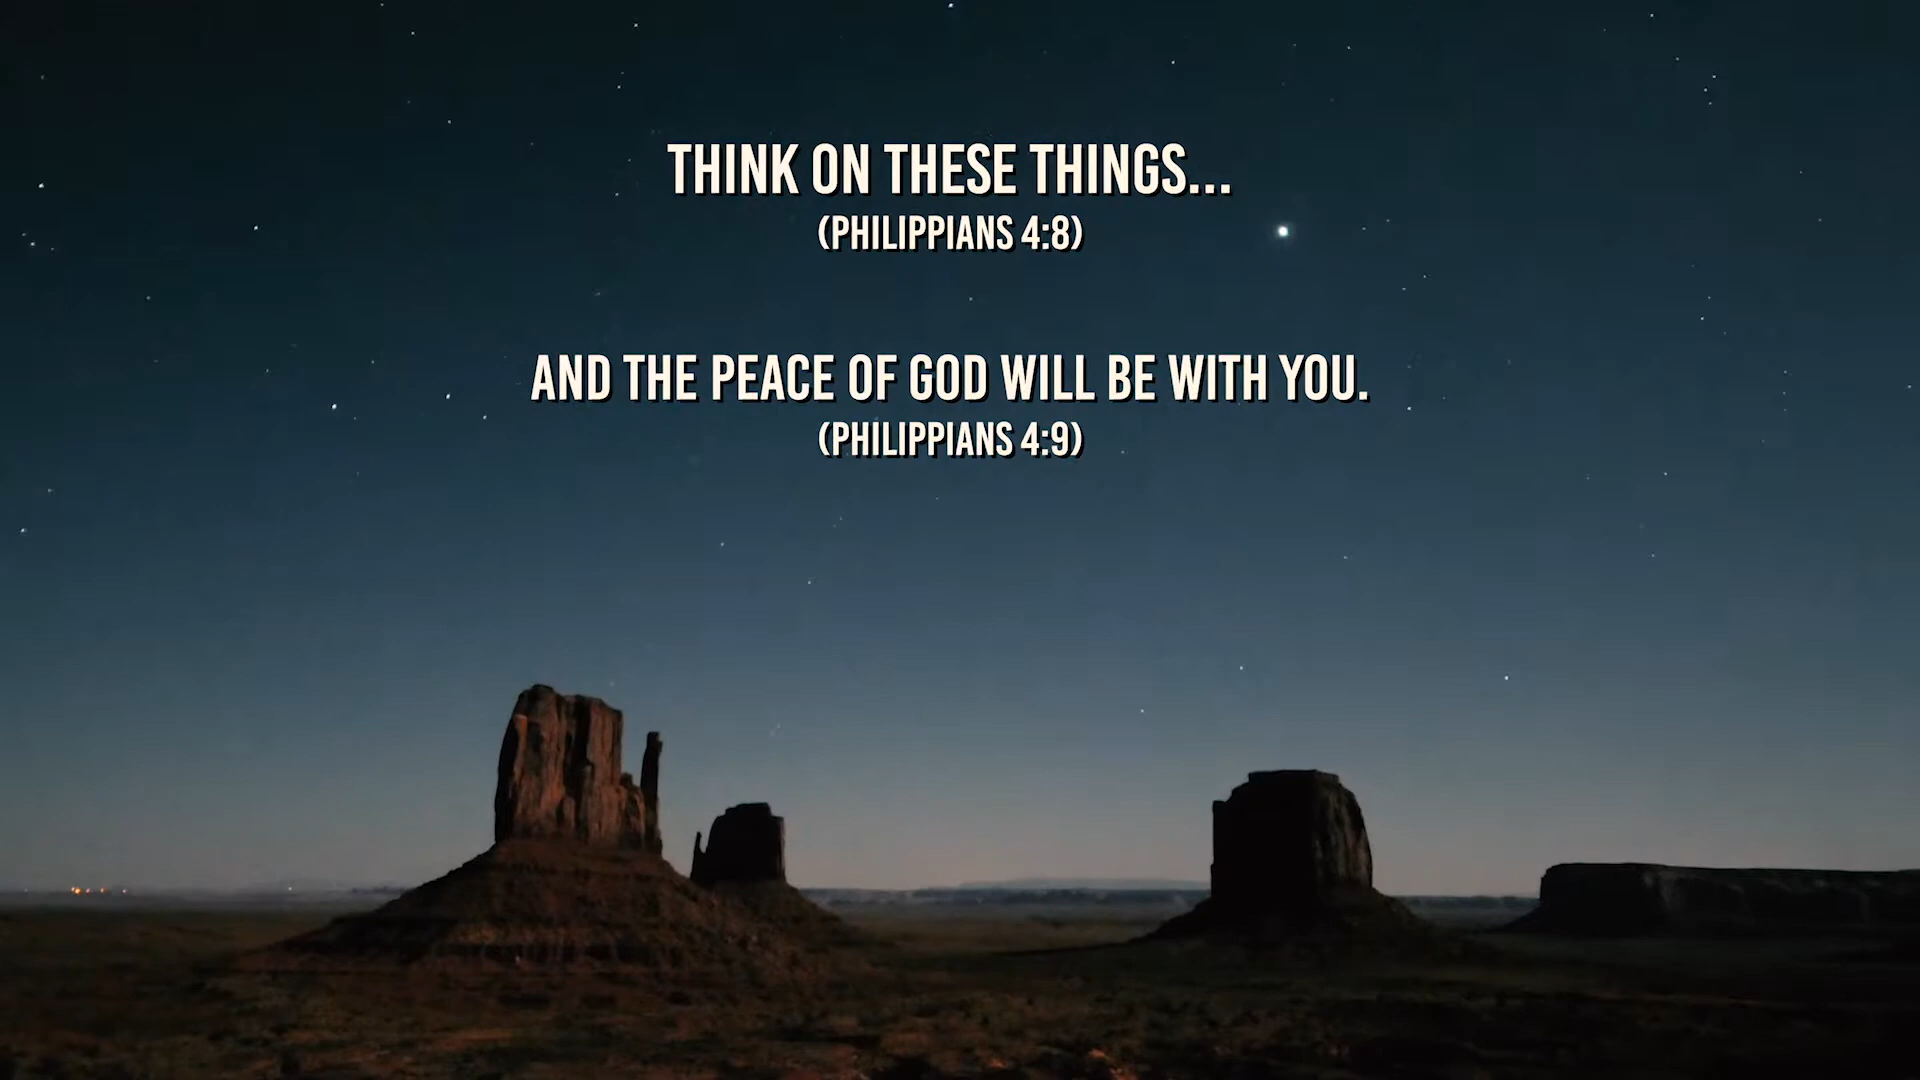 THINK ON THESE THINGS...
(PHILIPPIANS 4:8)
AND THE PEACE OF GOD WILL BE WITH YOU.
(PHILIPPIANS 4:9)